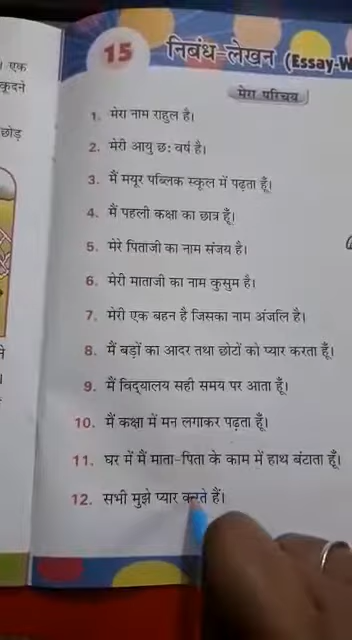 । एक
कूदने
छोड़
15 निबंध-लेखन (Essay-W
मेरा परिचय
1. मेरा नाम राहुल है।
2. मेरी आयु छः वर्ष है।
3. मैं मयूर पब्लिक स्कूल में पढ़ता हूँ।
4. मैं पहली कक्षा का छात्र हूँ।
5. मेरे पिताजी का नाम संजय है।
6. मेरी माताजी का नाम कुसुम है।
7. मेरी एक बहन है जिसका नाम अंजलि है।
8. मैं बड़ों का आदर तथा छोटों को प्यार करता हूँ।
9. मैं विद्यालय सही समय पर आता हूँ।
10. मैं कक्षा में मन लगाकर पढ़ता हूँ।
11. घर में मैं माता-पिता के काम में हाथ बंटाता हूँ।
12. सभी मुझे प्यार करते हैं।